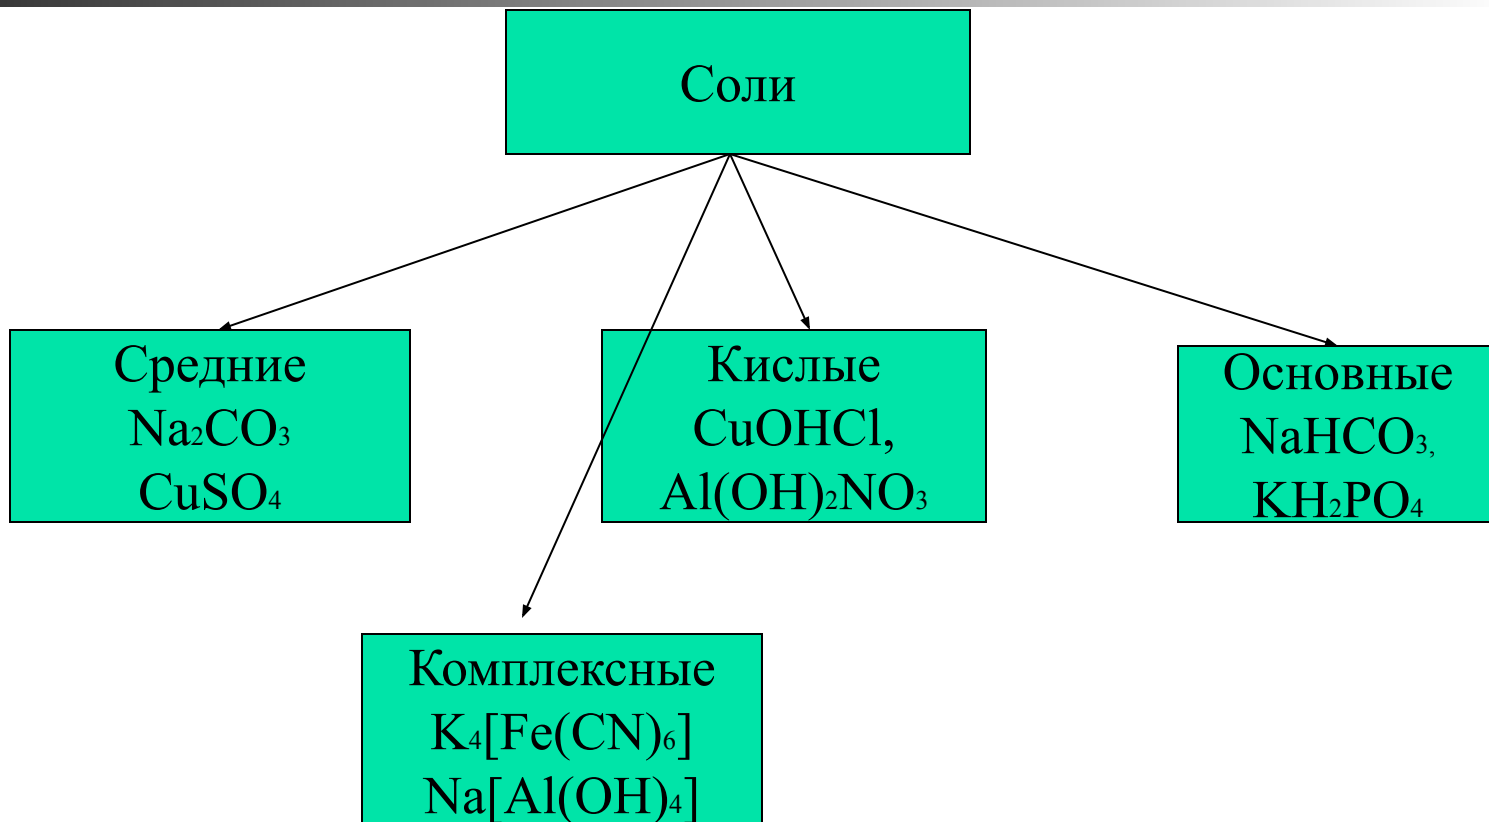 Соли
Средние
Na₂CO₃
CuSO₄
Кислые
CuOHCl,
Al(OH)₂NO₃
Основные
NaHCO₃,
KH₂PO₄
Комплексные
K₄[Fe(CN)₆]
Na[Al(OH)₄]